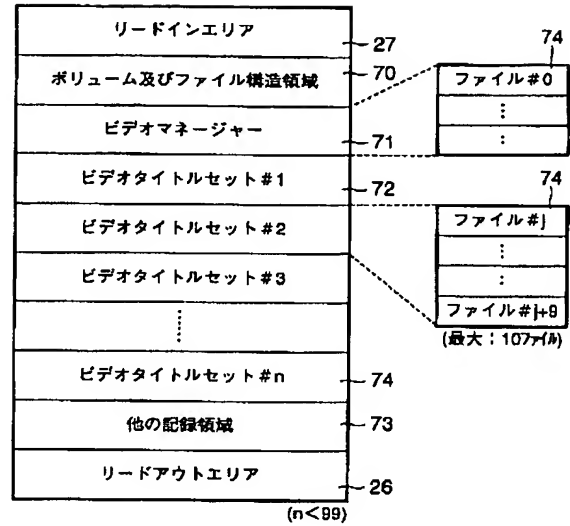 リードインエリア
27
ボリューム及びファイル構造領域
70
ビデオマネージャー
71
ビデオタイトルセット#1
72
ビデオタイトルセット#2
ビデオタイトルセット#3
ビデオタイトルセット#n
74
他の記録領域
73
リードアウトエリア
26
(n<99)
74
ファイル#0
74
ファイル#j
ファイル#j+9
(最大:107ファイル)